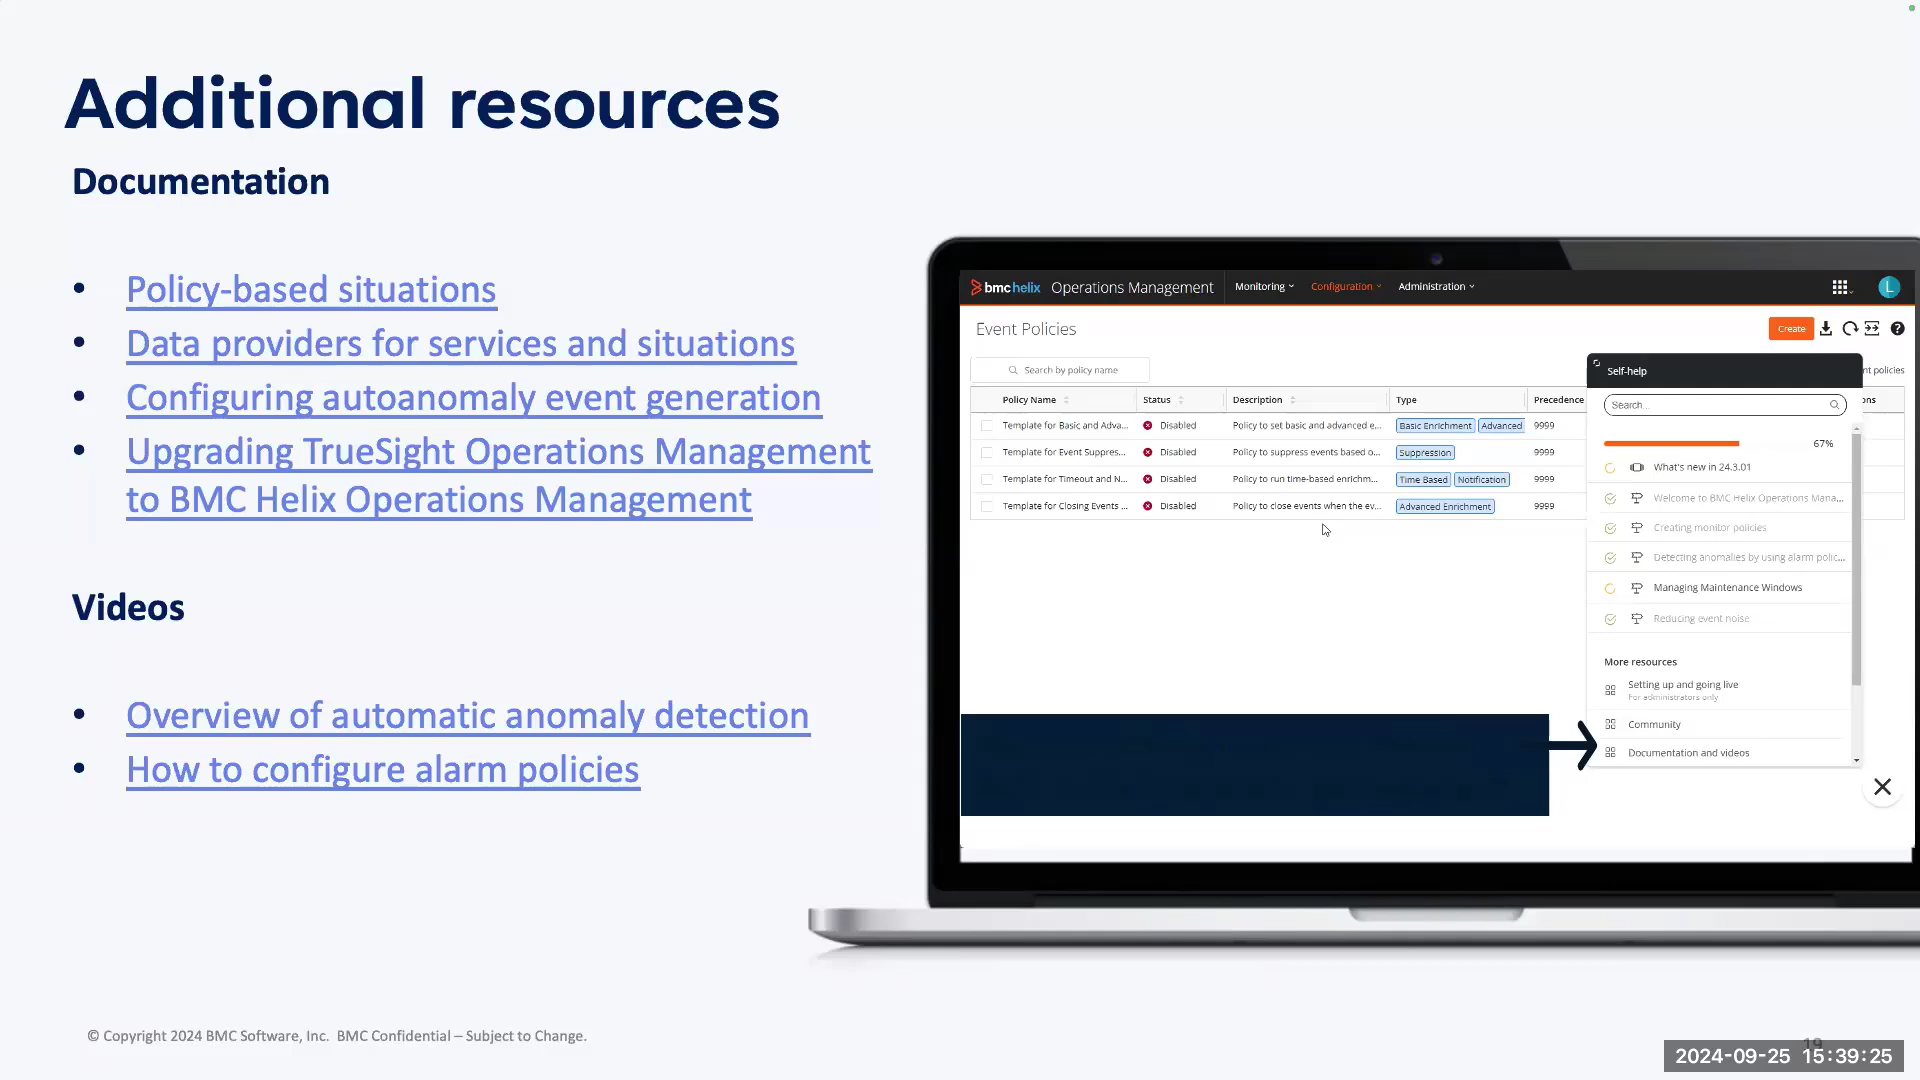 Additional resources
Documentation
• Policy-based situations
• Data providers for services and situations
• Configuring autoanomaly event generation
• Upgrading TrueSight Operations Management
to BMC Helix Operations Management
Videos
• Overview of automatic anomaly detection
• How to configure alarm policies
bmchelix Operations Management Monitoring Configuration Administration L
Event Policies Create
Search by policy name nt policies
Policy Name Status Description Type Precedence ons
Template for Basic and Adva... Disabled Policy to set basic and advanced e... Basic Enrichment Advanced 9999
Template for Event Suppres... Disabled Policy to suppress events based o... Suppression 9999
Template for Timeout and N... Disabled Policy to run time-based enrichm... Time Based Notification 9999
Template for Closing Events ... Disabled Policy to close events when the ev... Advanced Enrichment 9999
Self-help
Search...
67%
What's new in 24.3.01
Welcome to BMC Helix Operations Mana...
Creating monitor policies
Detecting anomalies by using alarm polic...
Managing Maintenance Windows
Reducing event noise
More resources
Setting up and going live
For administrators only
Community
Documentation and videos
© Copyright 2024 BMC Software, Inc. BMC Confidential – Subject to Change.
19
2024-09-25 15:39:25